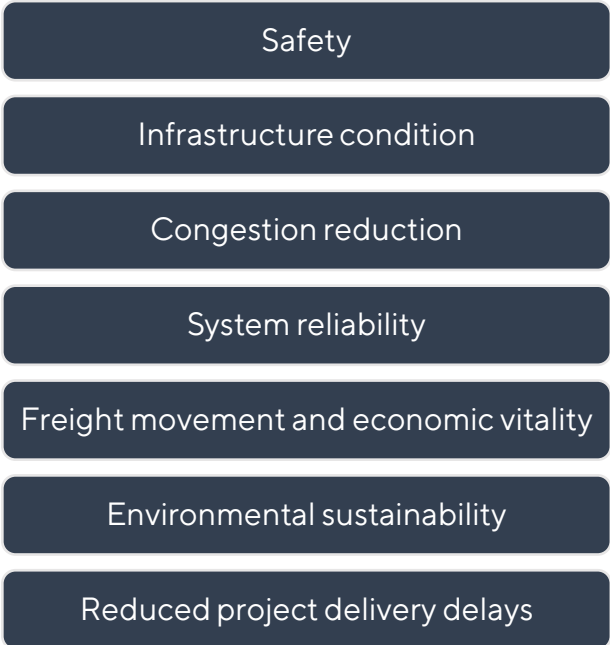 Safety
Infrastructure condition
Congestion reduction
System reliability
Freight movement and economic vitality
Environmental sustainability
Reduced project delivery delays